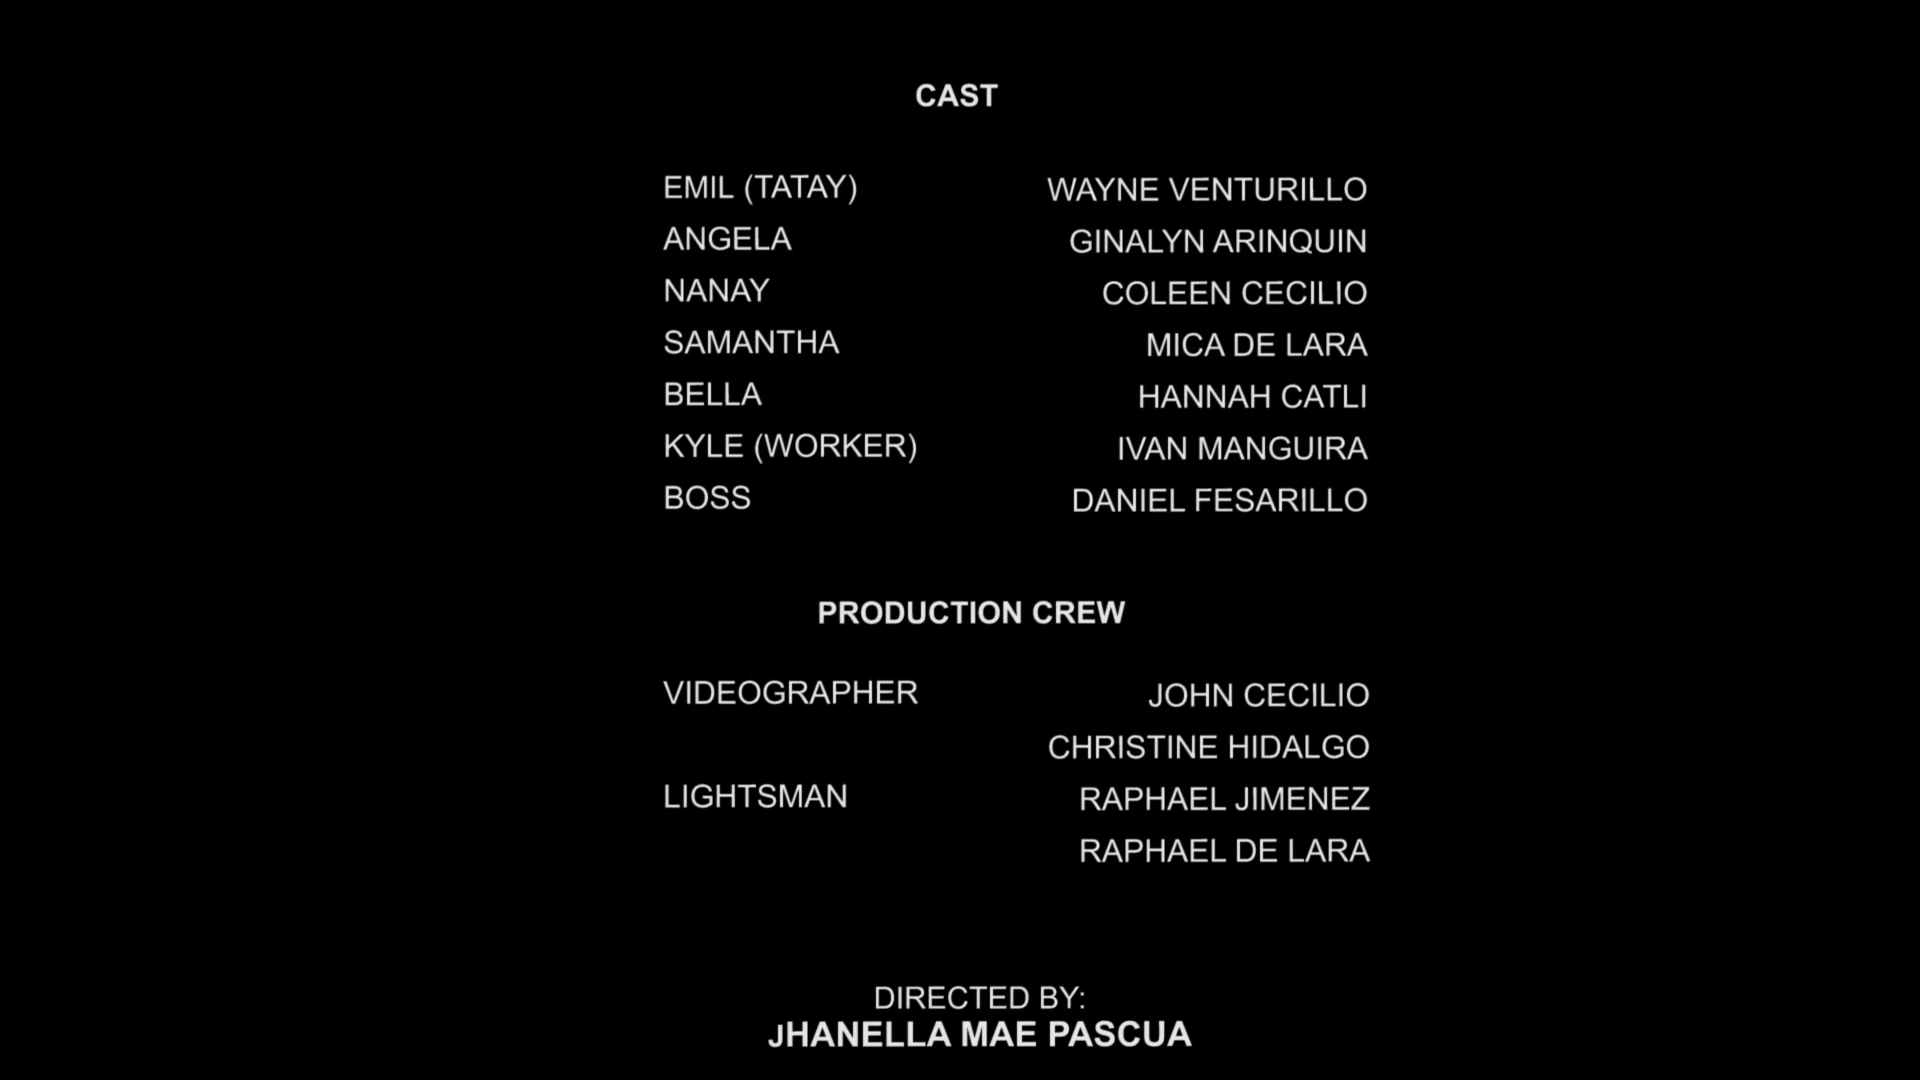 CAST
EMIL (TATAY) WAYNE VENTURILLO
ANGELA GINALYN ARINQUIN
NANAY COLEEN CECILIO
SAMANTHA MICA DE LARA
BELLA HANNAH CATLI
KYLE (WORKER) IVAN MANGUIRA
BOSS DANIEL FESARILLO
PRODUCTION CREW
VIDEOGRAPHER JOHN CECILIO
CHRISTINE HIDALGO
LIGHTSMAN RAPHAEL JIMENEZ
RAPHAEL DE LARA
DIRECTED BY:
JHANELLA MAE PASCUA